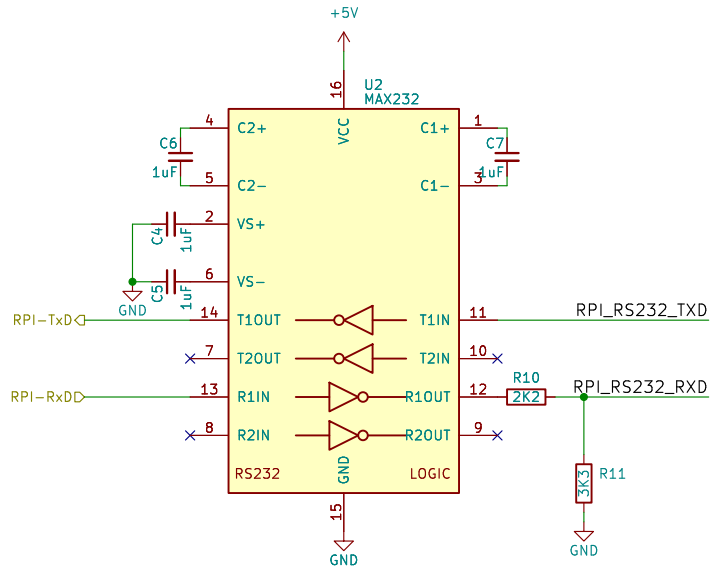 +5V
16
U2
MAX232
4
C2+
VCC
C1+
1
C6
1uF
C7
1uF
5
C2-
C1-
3
2
VS+
C4
1uF
6
VS-
C5
1uF
GND
RPI-TxD
14
T1OUT
T1IN
11
RPI_RS232_TXD
7
T2OUT
T2IN
10
RPI-RxD
13
R1IN
R1OUT
12
R10
2K2
RPI_RS232_RXD
8
R2IN
R2OUT
9
RS232
GND
LOGIC
3K3
R11
15
GND
GND